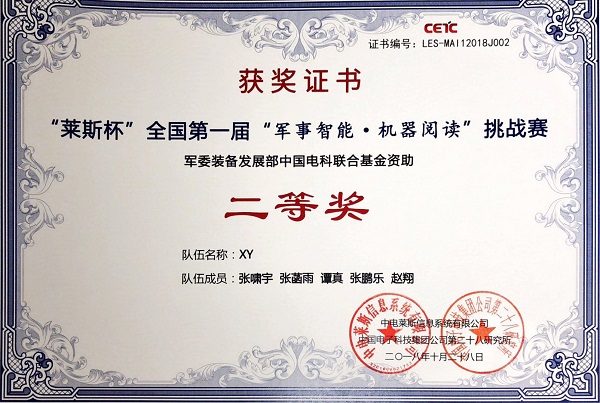 CETC
证书编号：LES-MAI12018J002
获奖证书
“莱斯杯”全国第一届“军事智能·机器阅读”挑战赛
军委装备发展部中国电科联合基金资助
二等奖
队伍名称：XY
队伍成员：张啸宇 张菡雨 谭真 张鹏乐 赵翔
中电莱斯信息系统有限公司
中国电子科技集团公司第二十八研究所
二〇一八年十月二十八日